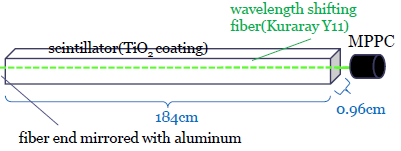 wavelength shifting
fiber(Kuraray Y11)
MPPC
scintillator(TiO₂ coating)
184cm
0.96cm
fiber end mirrored with aluminum